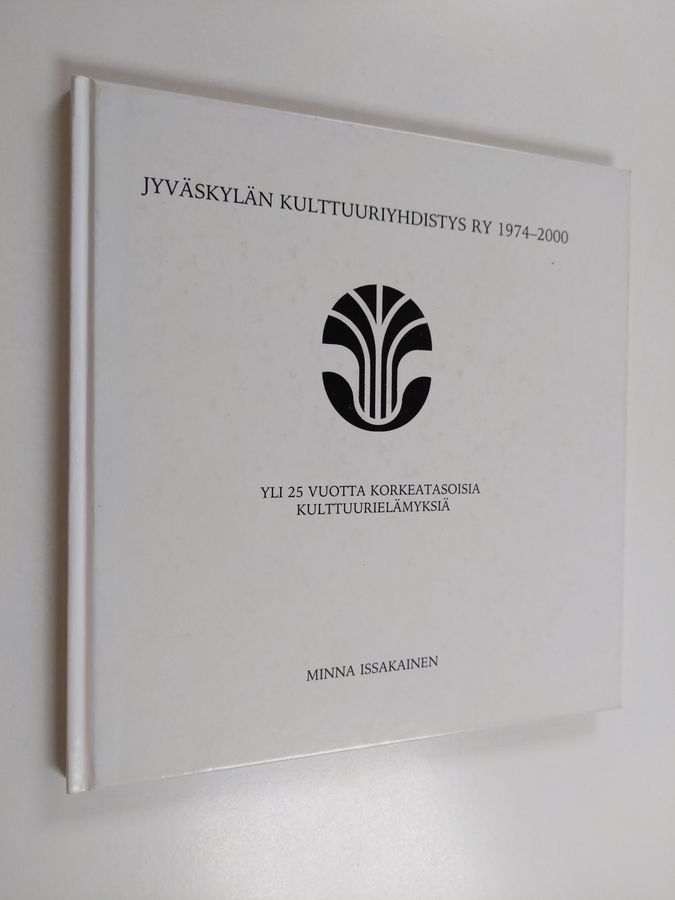 JYVÄSKYLÄN KULTTUURIYHDISTYS RY 1974–2000
YLI 25 VUOTTA KORKEATASOISIA
KULTTUURIELÄMYKSIÄ
MINNA ISSAKAINEN